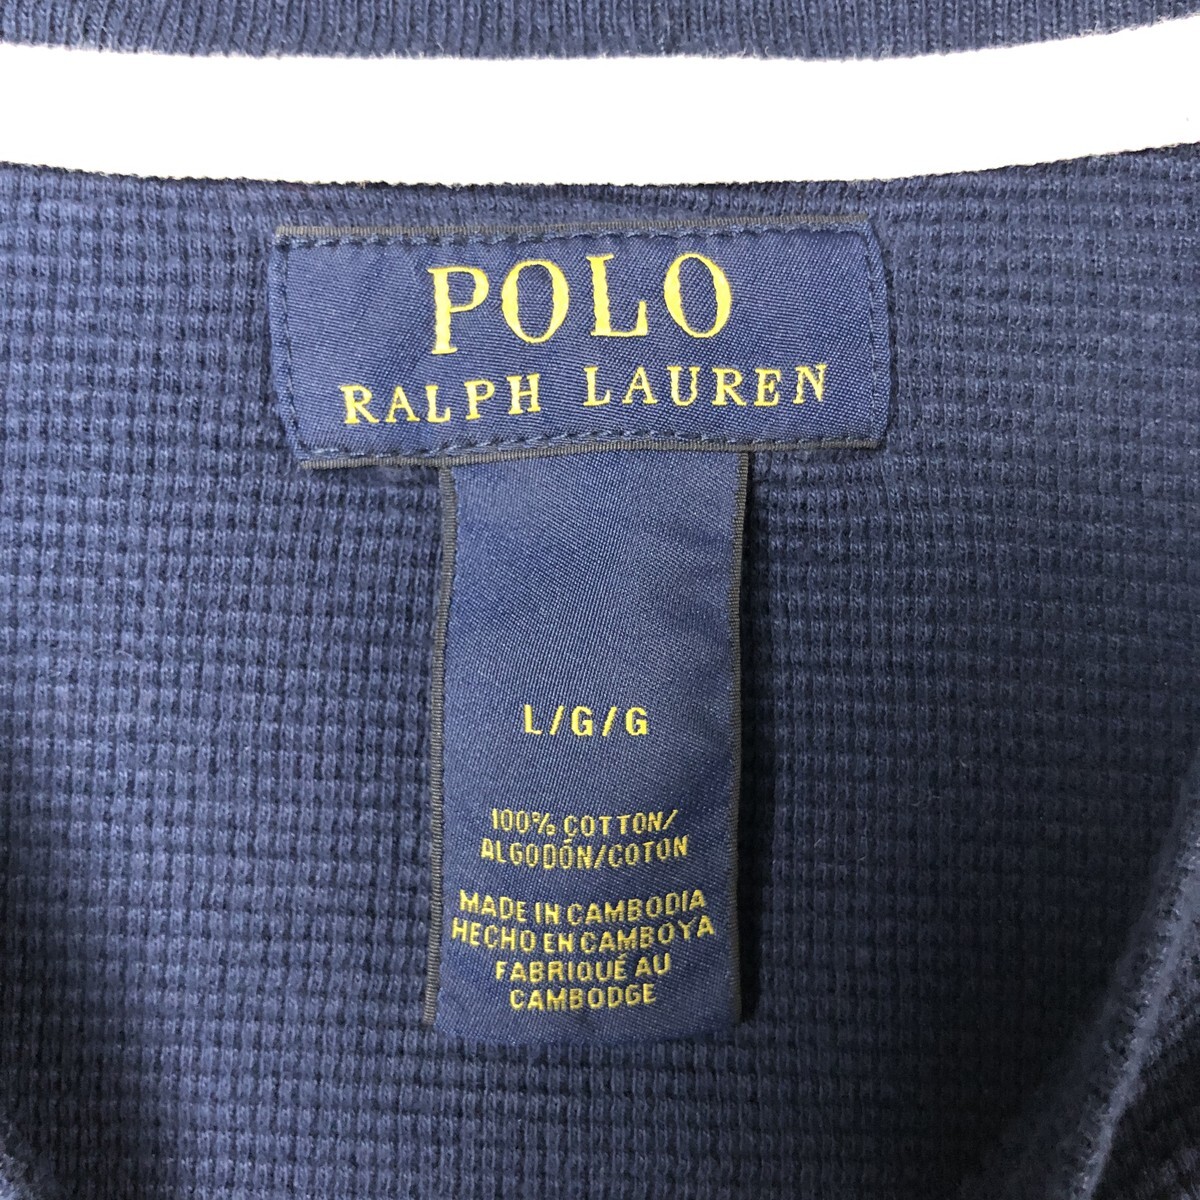 POLO
RALPH LAUREN
L/G/G
100% COTTON/
ALGODÓN/COTON
MADE IN CAMBODIA
HECHO EN CAMBOYA
FABRIQUÉ AU
CAMBODGE